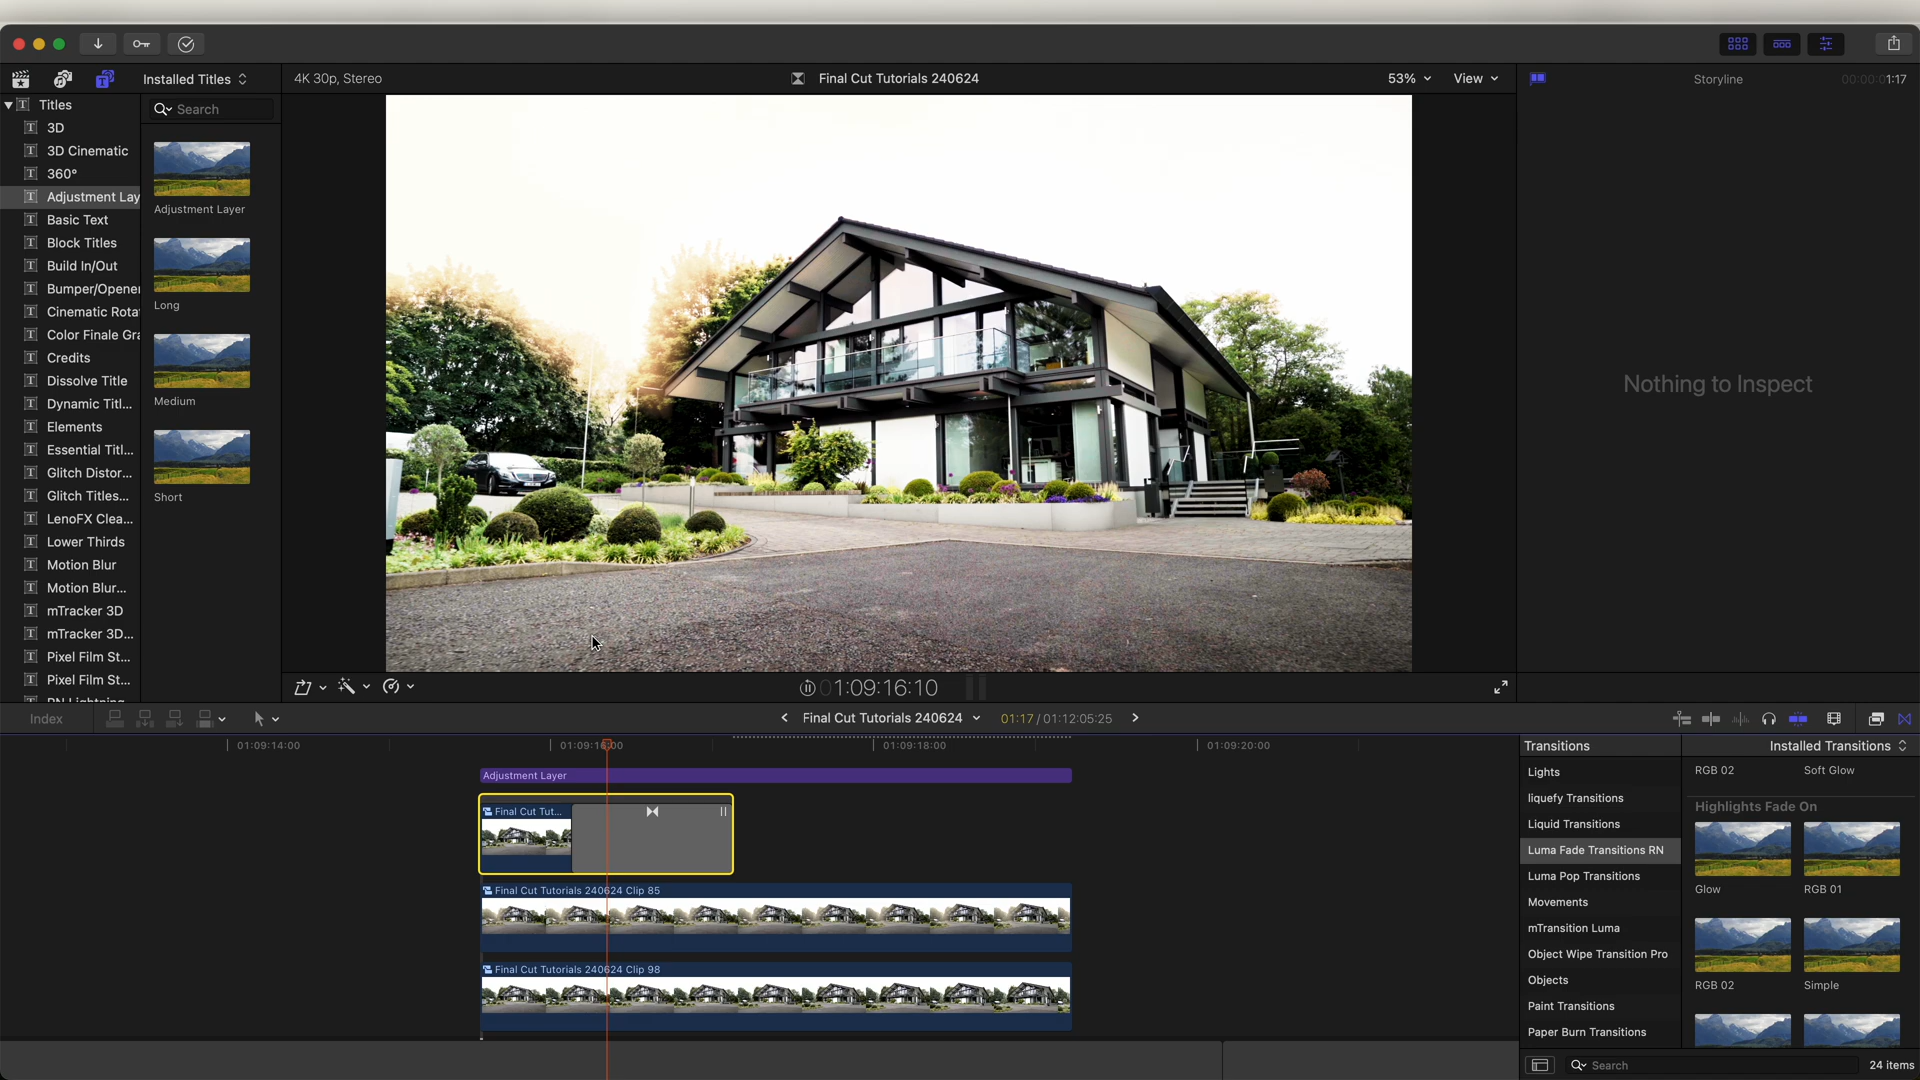 Installed Titles
4K 30p, Stereo
Final Cut Tutorials 240624
53%
View
Storyline
00:00:01:17
Titles
Search
3D
3D Cinematic
360°
Adjustment Lay
Basic Text
Block Titles
Build In/Out
Bumper/Opener
Cinematic Rota
Color Finale Gra
Credits
Dissolve Title
Dynamic Titl...
Elements
Essential Titl...
Glitch Distor...
Glitch Titles...
LenoFX Clea...
Lower Thirds
Motion Blur
Motion Blur...
mTracker 3D
mTracker 3D...
Pixel Film St...
Pixel Film St...
Adjustment Layer
Long
Medium
Short
Nothing to Inspect
01:09:16:10
Index
Final Cut Tutorials 240624
01:17 / 01:12:05:25
01:09:14:00
01:09:16:00
01:09:18:00
01:09:20:00
Adjustment Layer
Final Cut Tut...
Final Cut Tutorials 240624 Clip 85
Final Cut Tutorials 240624 Clip 98
Transitions
Installed Transitions
Lights
liquefy Transitions
Liquid Transitions
Luma Fade Transitions RN
Luma Pop Transitions
Movements
mTransition Luma
Object Wipe Transition Pro
Objects
Paint Transitions
Paper Burn Transitions
RGB 02
Soft Glow
Highlights Fade On
Glow
RGB 01
RGB 02
Simple
Search
24 items